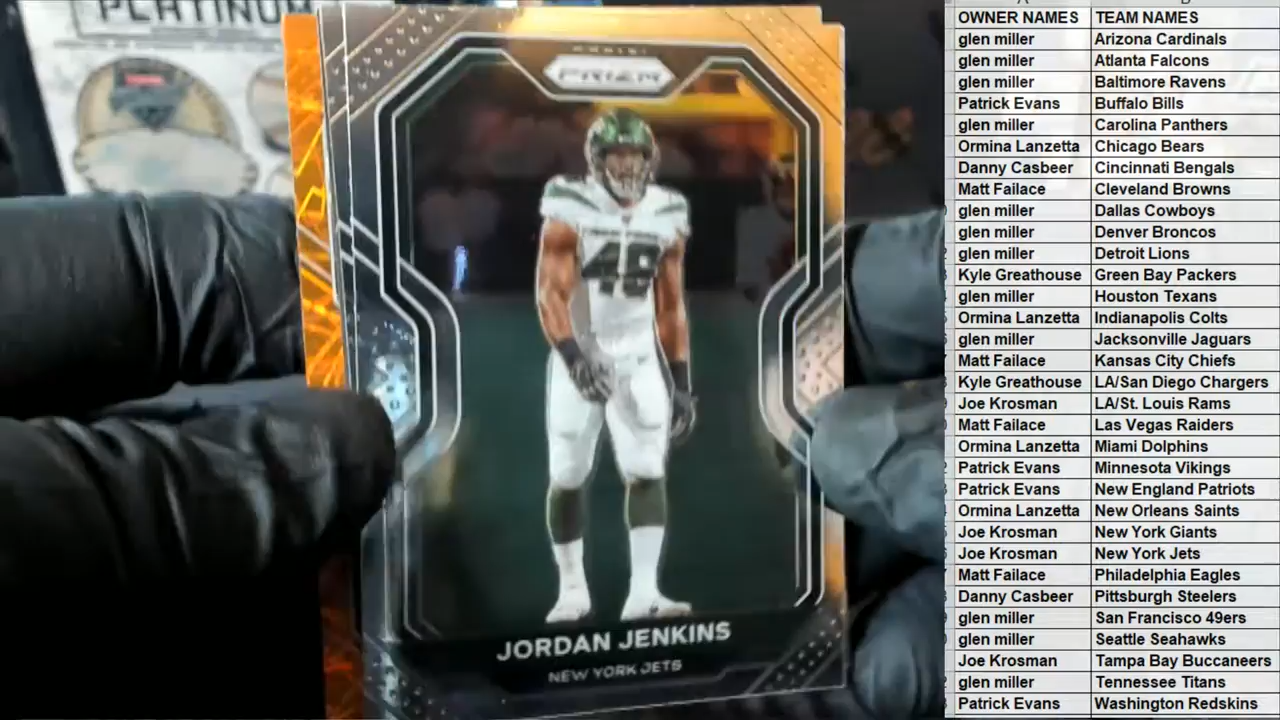 PLATINUM
PANINI
PRIZM
48
JORDAN JENKINS
NEW YORK JETS
OWNER NAMES TEAM NAMES
glen miller Arizona Cardinals
glen miller Atlanta Falcons
glen miller Baltimore Ravens
Patrick Evans Buffalo Bills
glen miller Carolina Panthers
Ormina Lanzetta Chicago Bears
Danny Casbeer Cincinnati Bengals
Matt Failace Cleveland Browns
glen miller Dallas Cowboys
glen miller Denver Broncos
glen miller Detroit Lions
Kyle Greathouse Green Bay Packers
glen miller Houston Texans
Ormina Lanzetta Indianapolis Colts
glen miller Jacksonville Jaguars
Matt Failace Kansas City Chiefs
Kyle Greathouse LA/San Diego Chargers
Joe Krosman LA/St. Louis Rams
Matt Failace Las Vegas Raiders
Ormina Lanzetta Miami Dolphins
Patrick Evans Minnesota Vikings
Patrick Evans New England Patriots
Ormina Lanzetta New Orleans Saints
Joe Krosman New York Giants
Joe Krosman New York Jets
Matt Failace Philadelphia Eagles
Danny Casbeer Pittsburgh Steelers
glen miller San Francisco 49ers
glen miller Seattle Seahawks
Joe Krosman Tampa Bay Buccaneers
glen miller Tennessee Titans
Patrick Evans Washington Redskins